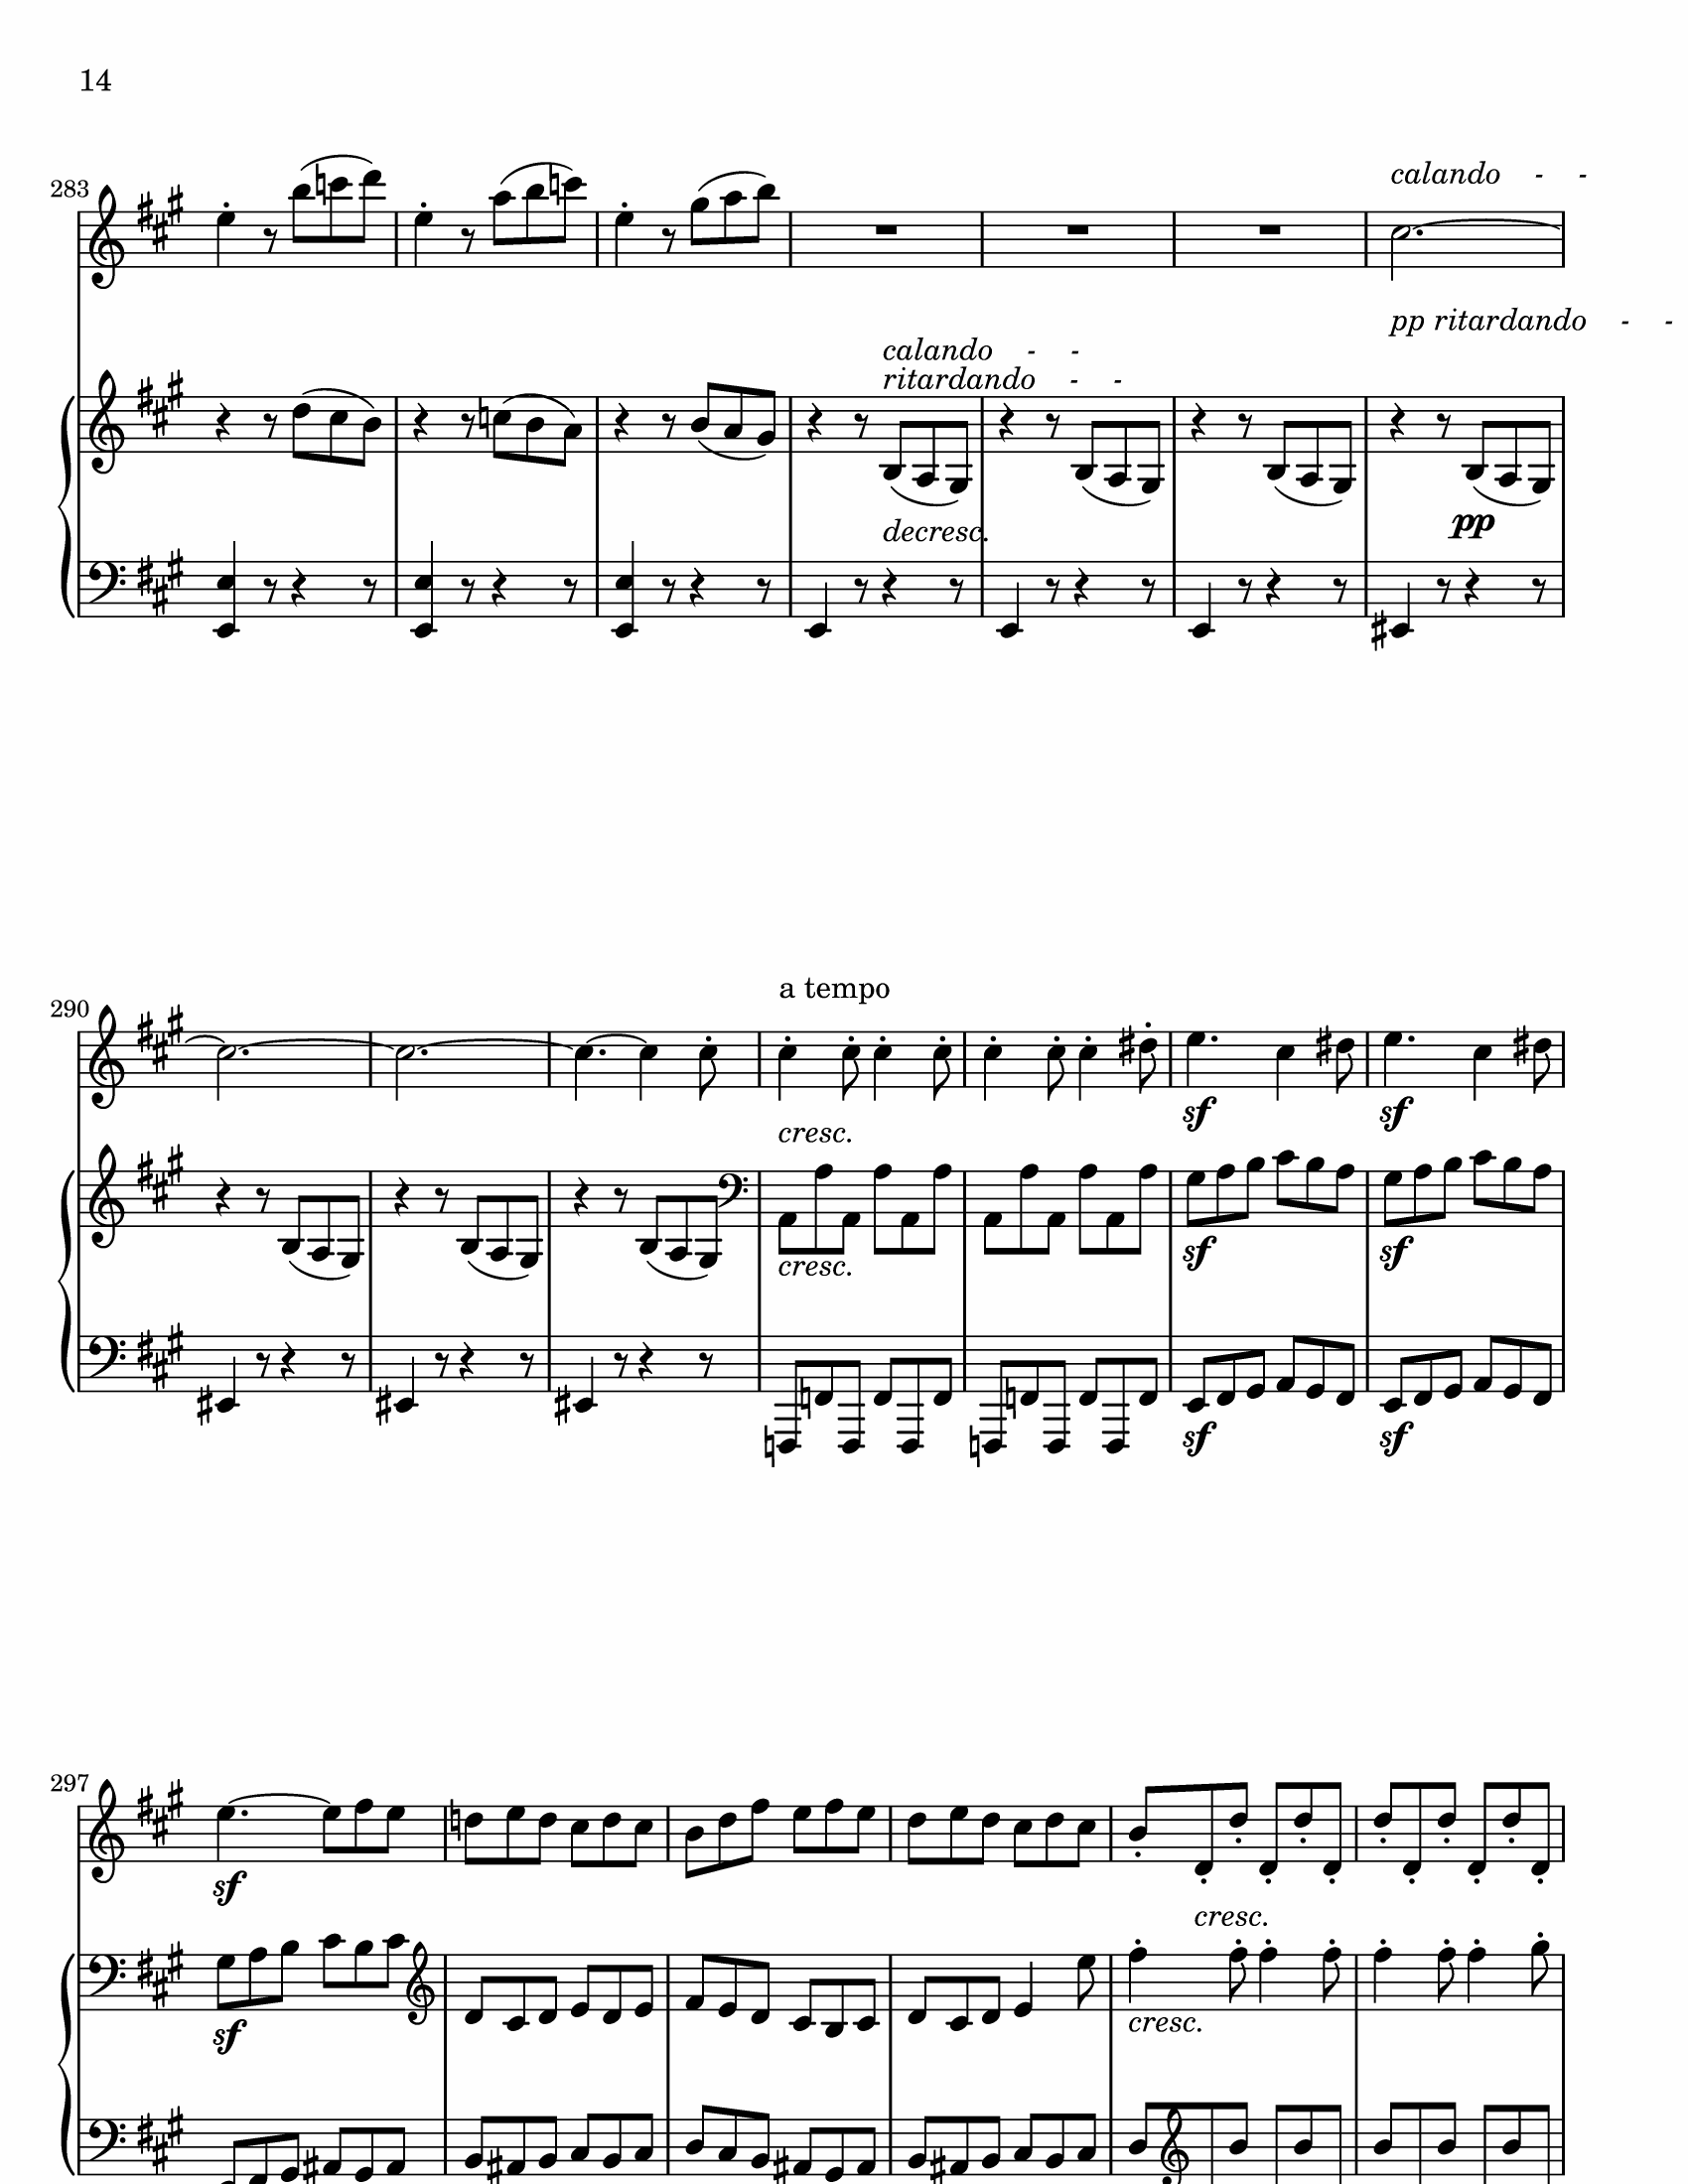 14
283
calando - -
pp ritardando - -
calando - -
ritardando - -
decresc.
pp
290
a tempo
cresc.
sf sf
cresc.
sf sf
sf sf
297
sf
cresc.
sf
cresc.